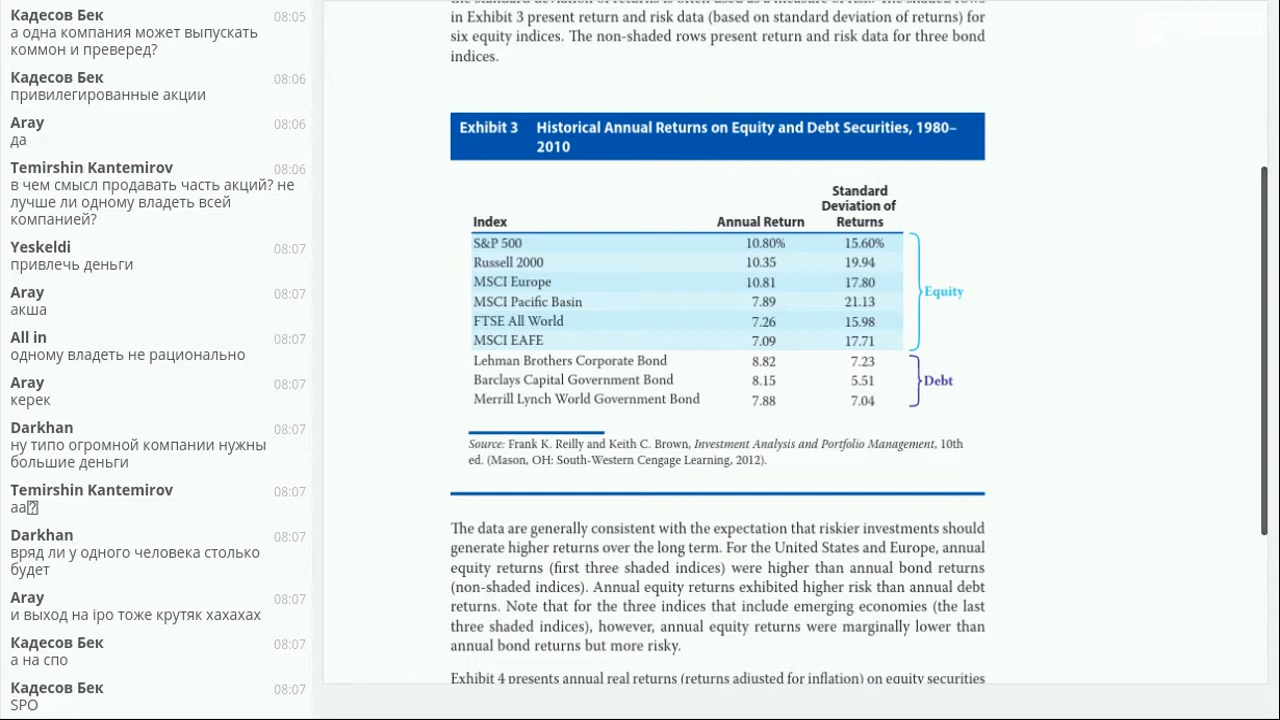 Кадесов Бек 08:05
а одна компания может выпускать
коммон и преверед?
Кадесов Бек 08:06
привилегированные акции
Aray 08:06
да
Temirshin Kantemirov 08:06
в чем смысл продавать часть акций? не
лучше ли одному владеть всей
компанией?
Yeskeldi 08:07
привлечь деньги
Aray 08:07
акша
All in 08:07
одному владеть не рационально
Aray 08:07
керек
Darkhan 08:07
ну типо огромной компании нужны
большие деньги
Temirshin Kantemirov 08:07
аа
Darkhan 08:07
вряд ли у одного человека столько
будет
Aray 08:07
и выход на ipo тоже крутяк хахахах
Кадесов Бек 08:07
а на спо
Кадесов Бек 08:07
SPO
in Exhibit 3 present return and risk data (based on standard deviation of returns) for
six equity indices. The non-shaded rows present return and risk data for three bond
indices.
Exhibit 3 Historical Annual Returns on Equity and Debt Securities, 1980–
2010
Standard
Deviation of
Index Annual Return Returns
S&P 500 10.80% 15.60%
Russell 2000 10.35 19.94
MSCI Europe 10.81 17.80
MSCI Pacific Basin 7.89 21.13
FTSE All World 7.26 15.98
MSCI EAFE 7.09 17.71
Equity
Lehman Brothers Corporate Bond 8.82 7.23
Barclays Capital Government Bond 8.15 5.51
Merrill Lynch World Government Bond 7.88 7.04
Debt
Source: Frank K. Reilly and Keith C. Brown, Investment Analysis and Portfolio Management, 10th
ed. (Mason, OH: South-Western Cengage Learning, 2012).
The data are generally consistent with the expectation that riskier investments should
generate higher returns over the long term. For the United States and Europe, annual
equity returns (first three shaded indices) were higher than annual bond returns
(non-shaded indices). Annual equity returns exhibited higher risk than annual debt
returns. Note that for the three indices that include emerging economies (the last
three shaded indices), however, annual equity returns were marginally lower than
annual bond returns but more risky.
Exhibit 4 presents annual real returns (returns adjusted for inflation) on equity securities